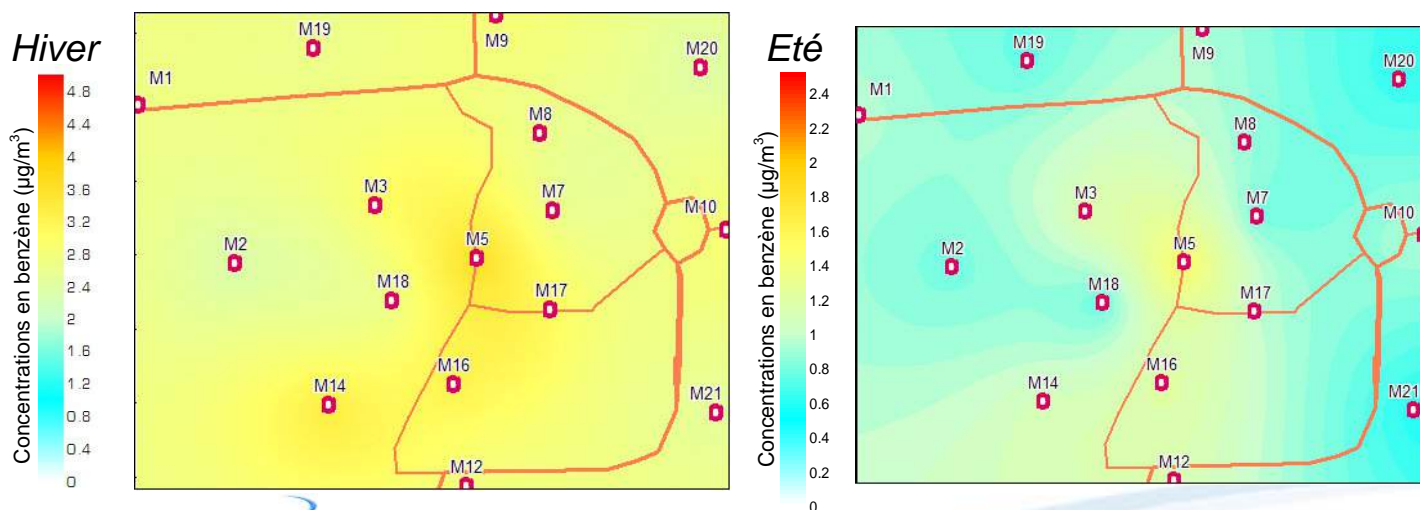 Hiver
Concentrations en benzène (µg/m³)
4.8
4.4
4
3.6
3.2
2.8
2.4
2
1.6
1.2
0.8
0.4
0
M19
M9
M20
M1
M8
M3
M7
M10
M2
M5
M18
M17
M16
M14
M21
M12
Eté
Concentrations en benzène (µg/m³)
2.4
2.2
2
1.8
1.6
1.4
1.2
1
0.8
0.6
0.4
0.2
0
M19
M9
M20
M1
M8
M3
M7
M10
M2
M5
M18
M17
M16
M14
M21
M12